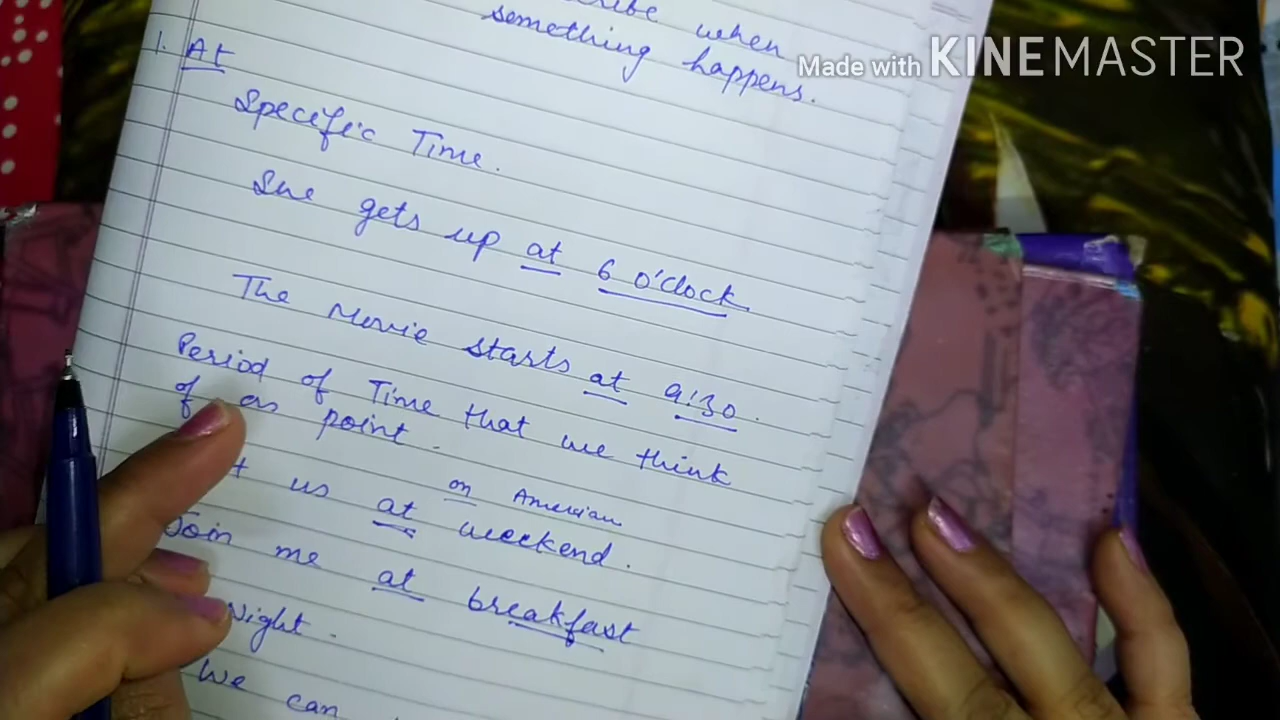 when
something happens.
Made with KINEMASTER
1. At
Specific Time.
She gets up at 6 o'clock
The Movie starts at 9:30.
Period of Time that we think
of as point.
us at weekend.
on American
Join me at breakfast
Night.
We can